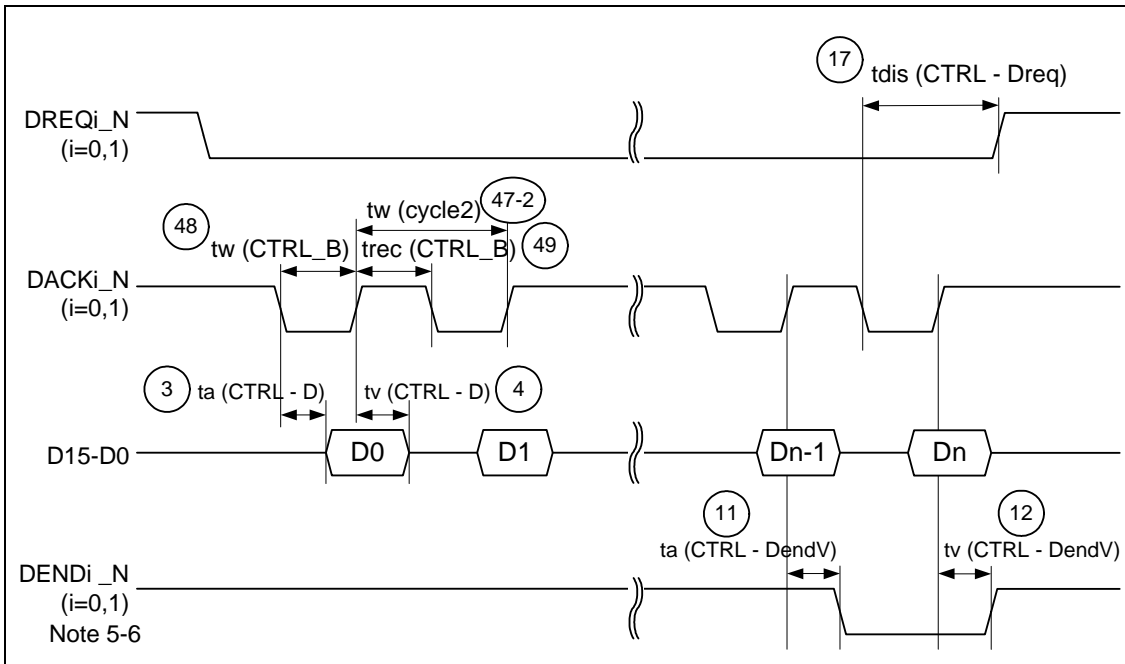 17
tdis (CTRL - Dreq)
DREQi_N
(i=0,1)
47-2
tw (cycle2)
48
tw (CTRL_B)
trec (CTRL_B)
49
DACKi_N
(i=0,1)
3
ta (CTRL - D)
tv (CTRL - D)
4
D15-D0
D0
D1
Dn-1
Dn
11
12
ta (CTRL - DendV)
tv (CTRL - DendV)
DENDi _N
(i=0,1)
Note 5-6